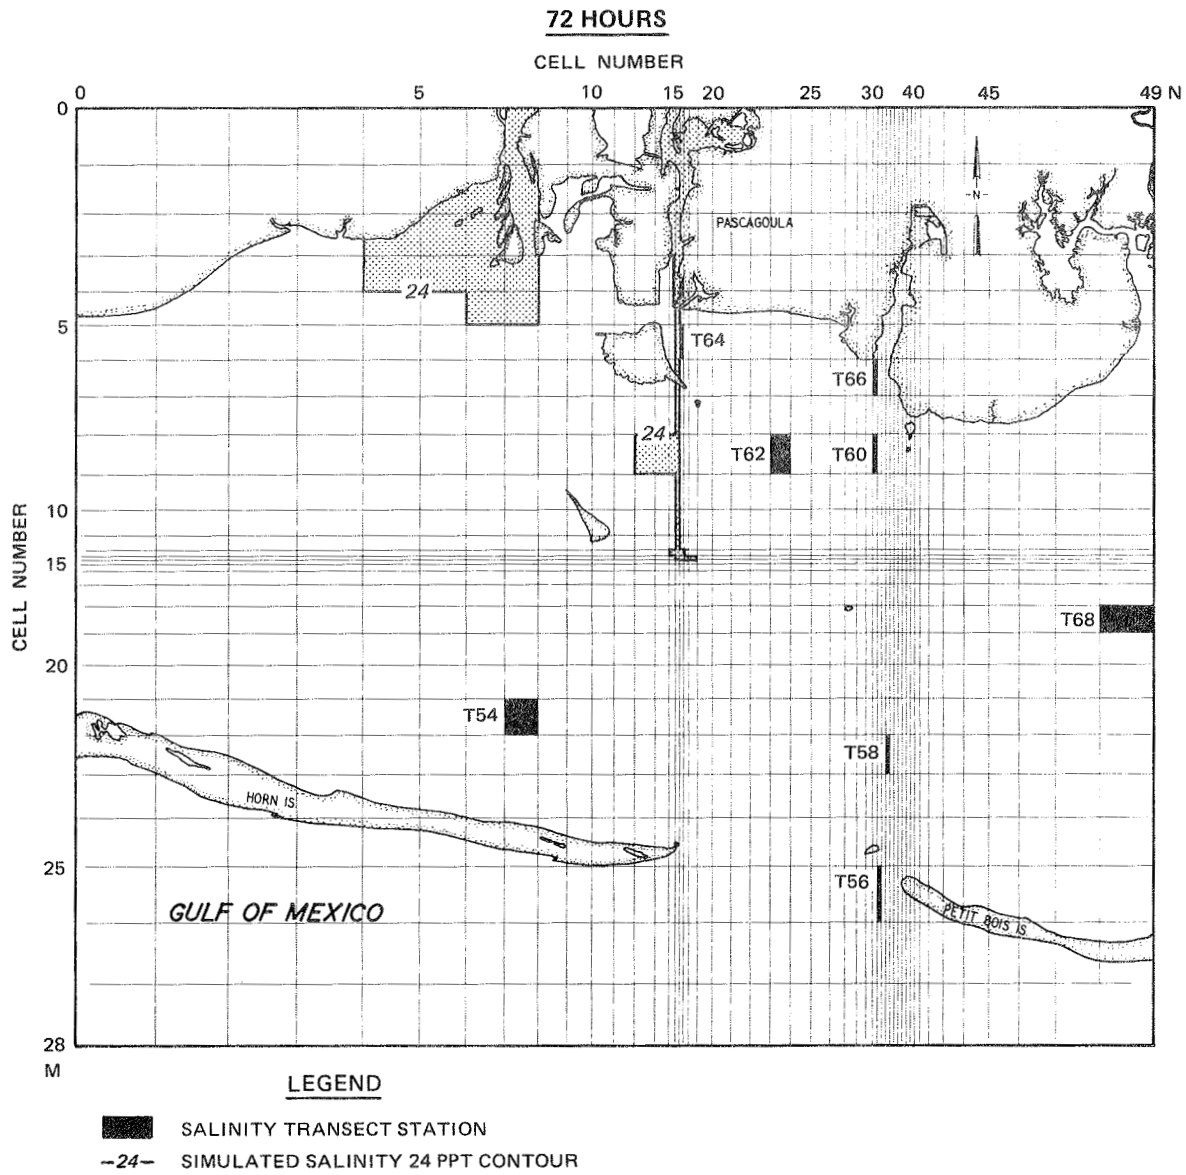 72 HOURS
CELL NUMBER
0 5 10 15 20 25 30 40 45 49 N
0
N
PASCAGOULA
24
5
T64
T66
24
T62 T60
10
15
CELL NUMBER
T68
20
T54
T58
HORN IS
25
T56
GULF OF MEXICO
PETIT BOIS IS
28
M
LEGEND
SALINITY TRANSECT STATION
–24– SIMULATED SALINITY 24 PPT CONTOUR